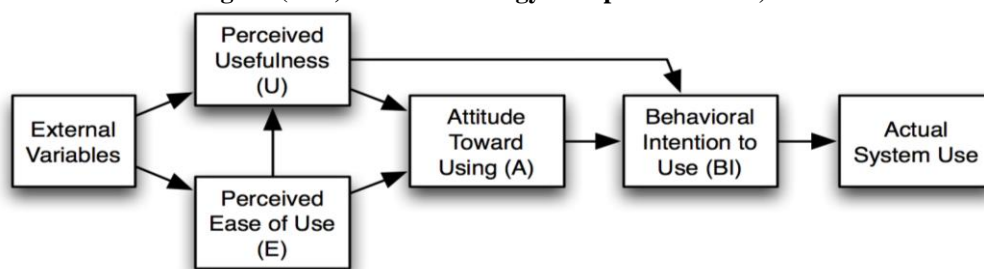 Perceived
Usefulness
(U)
External
Variables
Perceived
Ease of Use
(E)
Attitude
Toward
Using (A)
Behavioral
Intention to
Use (BI)
Actual
System Use